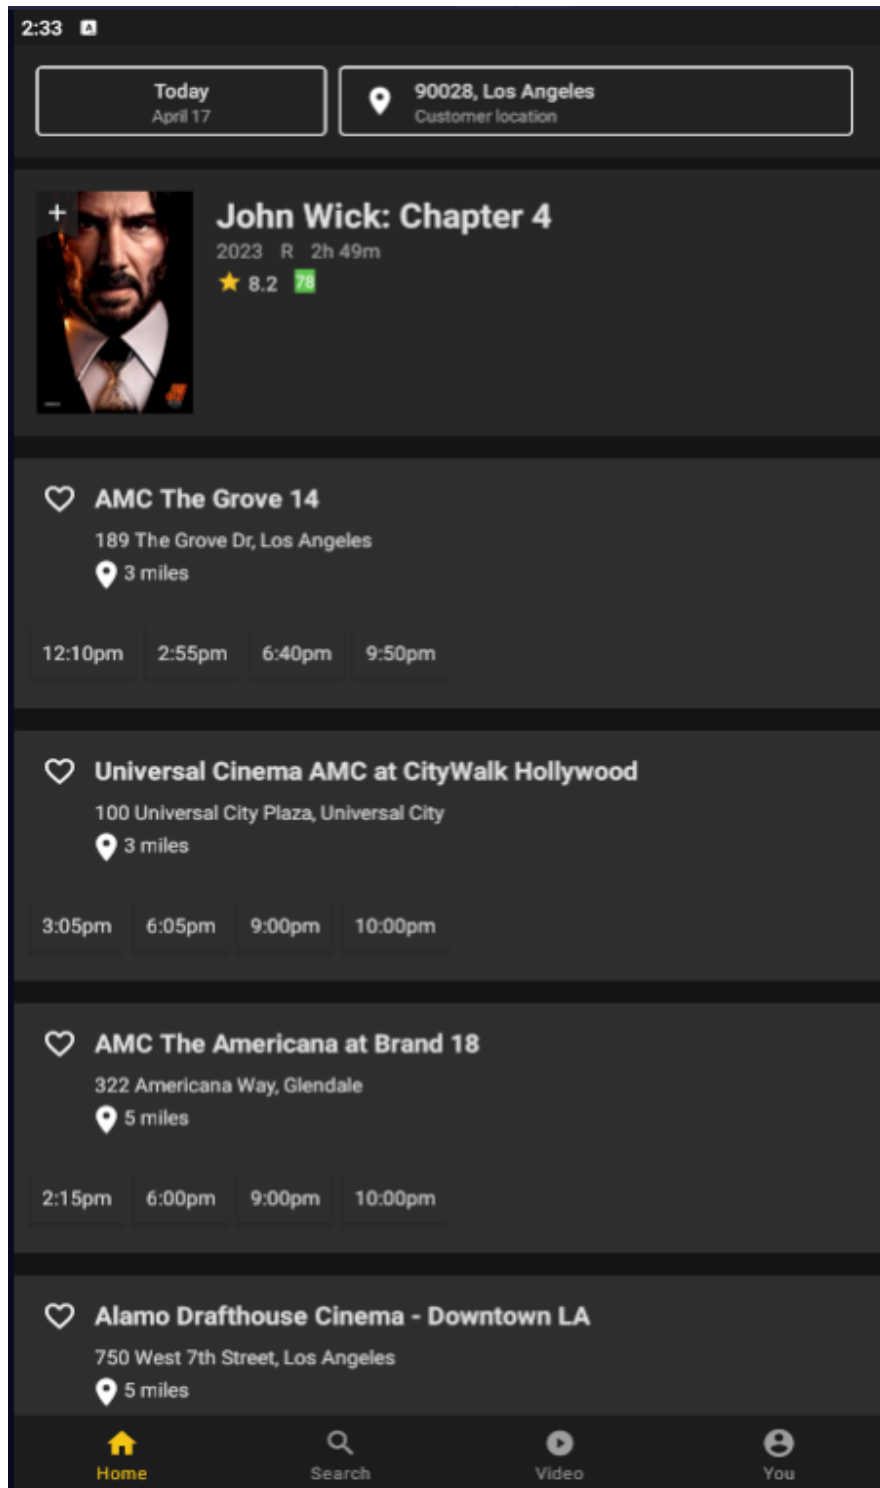 2:33
Today
April 17
90028, Los Angeles
Customer location
John Wick: Chapter 4
2023 R 2h 49m
8.2 78
AMC The Grove 14
189 The Grove Dr, Los Angeles
3 miles
12:10pm 2:55pm 6:40pm 9:50pm
Universal Cinema AMC at CityWalk Hollywood
100 Universal City Plaza, Universal City
3 miles
3:05pm 6:05pm 9:00pm 10:00pm
AMC The Americana at Brand 18
322 Americana Way, Glendale
5 miles
2:15pm 6:00pm 9:00pm 10:00pm
Alamo Drafthouse Cinema - Downtown LA
750 West 7th Street, Los Angeles
5 miles
Home Search Video You